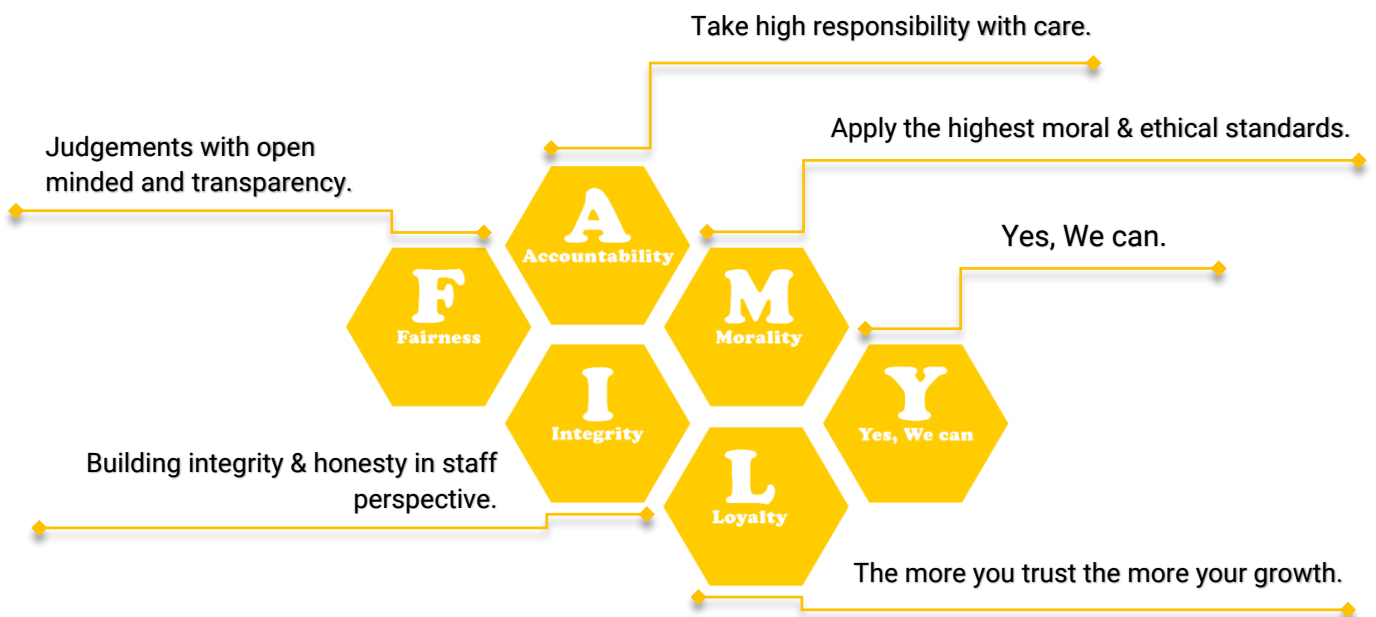 Take high responsibility with care.
Apply the highest moral & ethical standards.
Judgements with open
minded and transparency.
Yes, We can.
A
Accountability
F
Fairness
M
Morality
I
Integrity
Y
Yes, We can
L
Loyalty
Building integrity & honesty in staff
perspective.
The more you trust the more your growth.